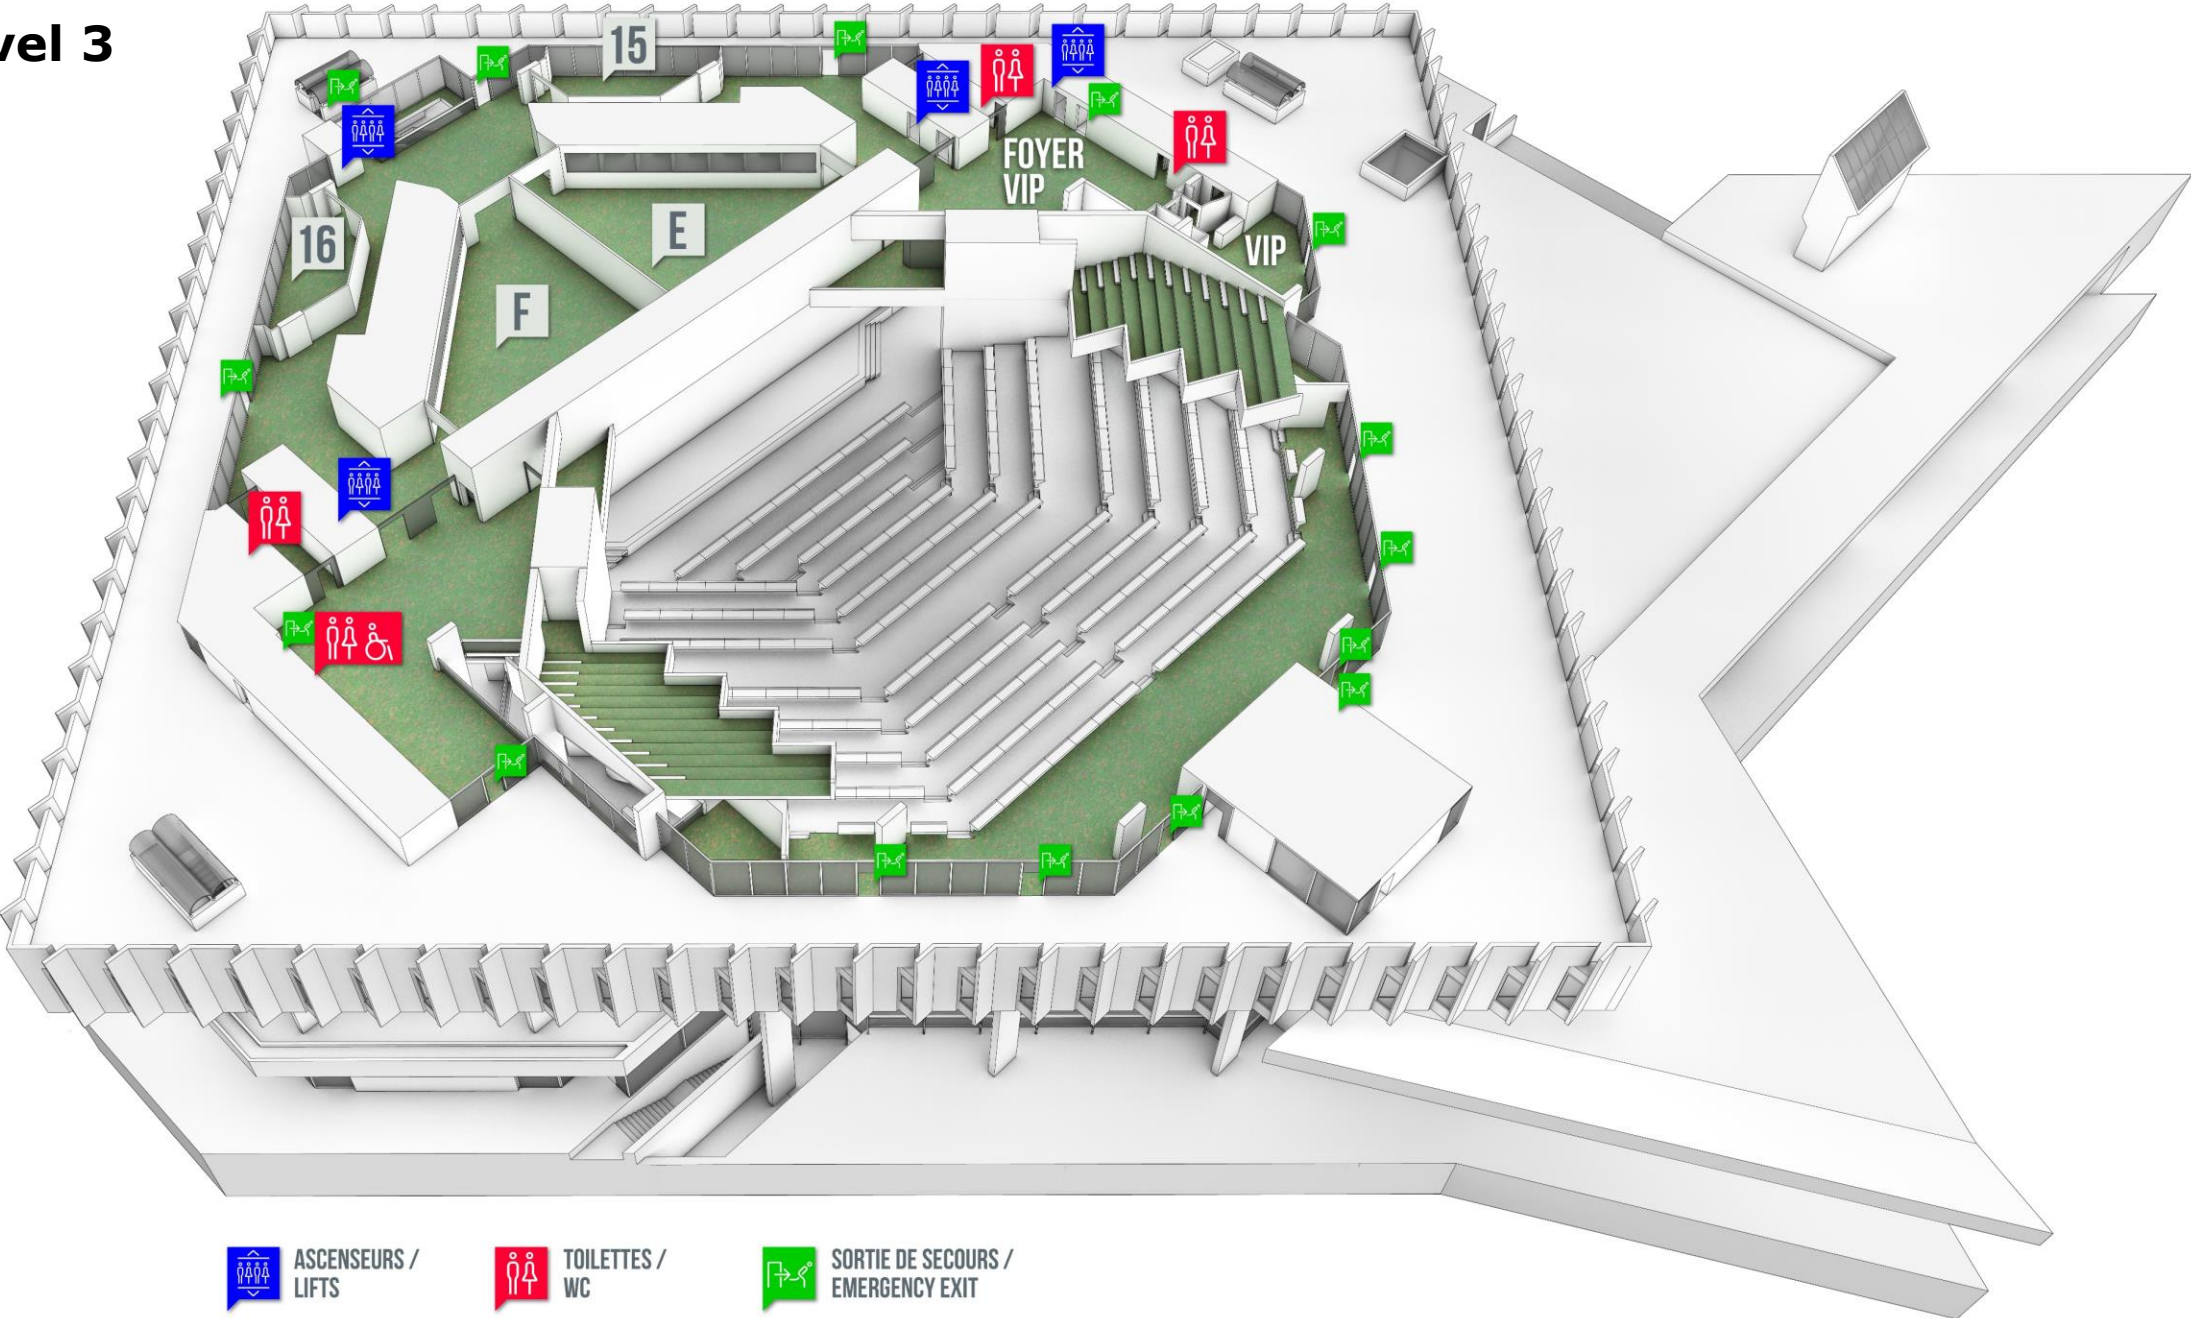 vel 3
15
FOYER
VIP
16
E
VIP
F
ASCENSEURS /
LIFTS
TOILETTES /
WC
SORTIE DE SECOURS /
EMERGENCY EXIT